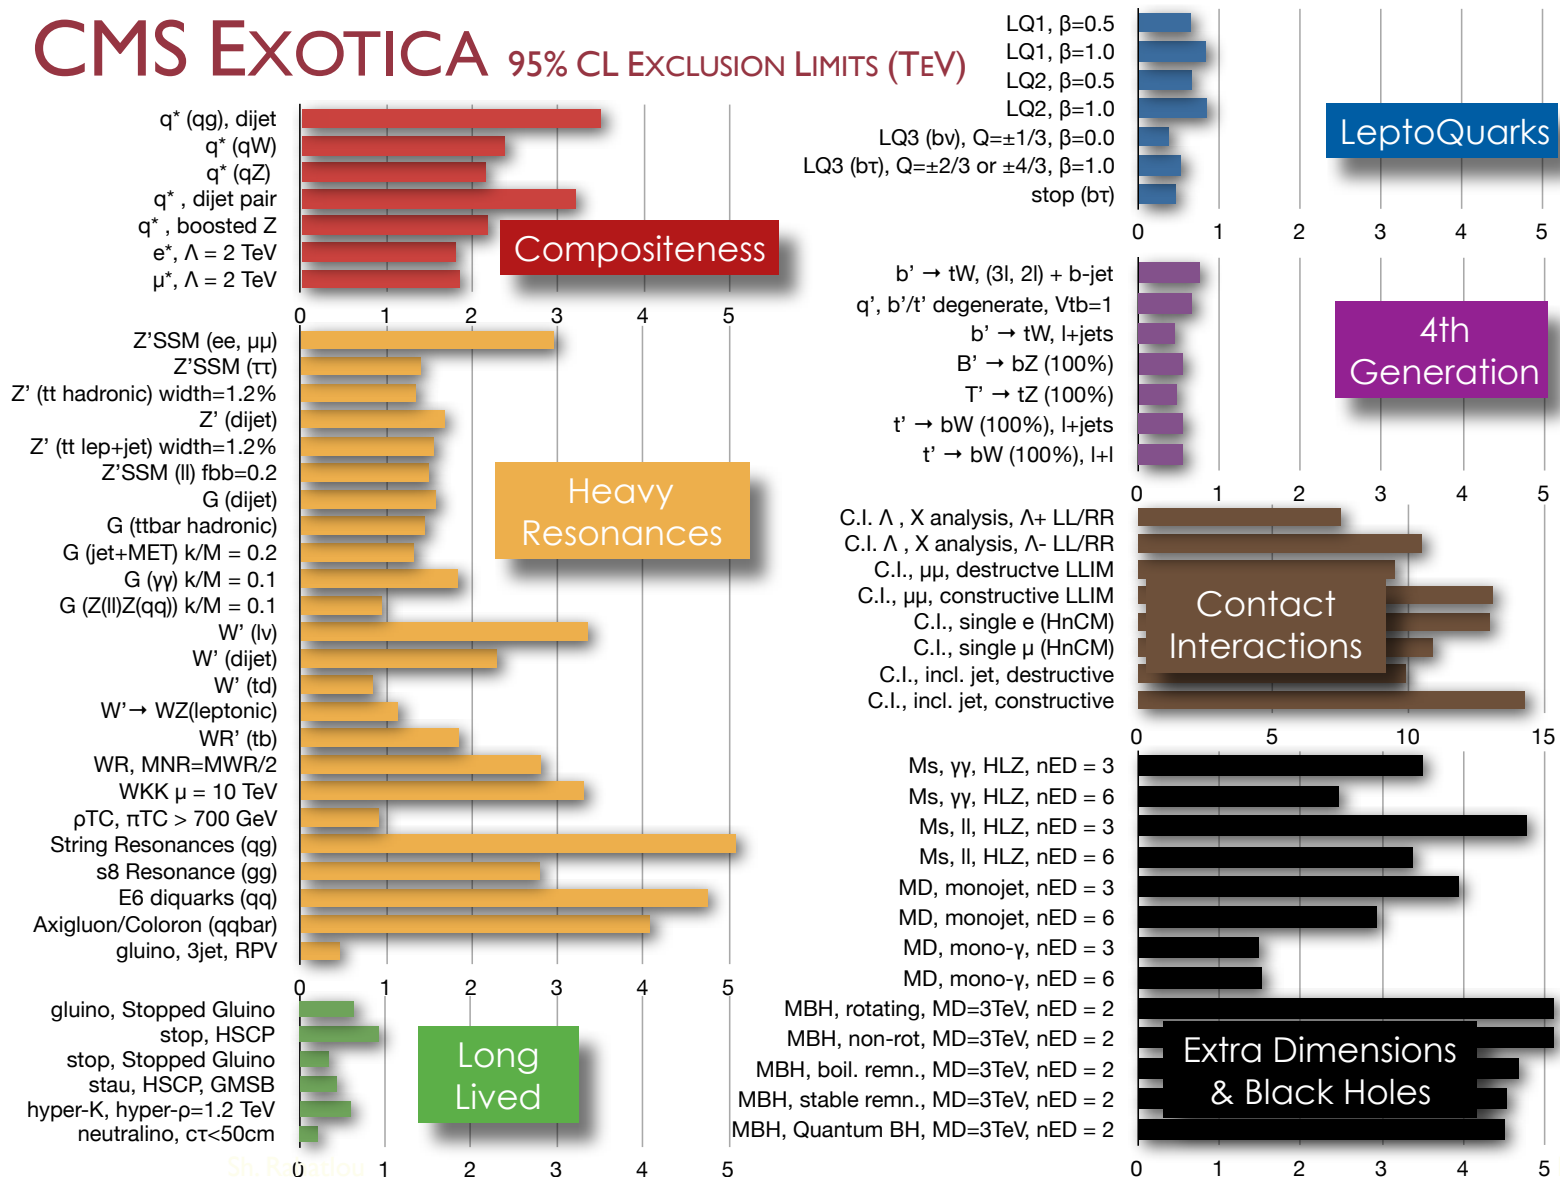 CMS EXOTICA 95% CL EXCLUSION LIMITS (TEV)
q* (qg), dijet
q* (qW)
q* (qZ)
q* , dijet pair
q* , boosted Z
e*, Λ = 2 TeV
μ*, Λ = 2 TeV
Compositeness
0 1 2 3 4 5
Z'SSM (ee, μμ)
Z'SSM (ττ)
Z' (tt hadronic) width=1.2%
Z' (dijet)
Z' (tt lep+jet) width=1.2%
Z'SSM (ll) fbb=0.2
G (dijet)
G (ttbar hadronic)
G (jet+MET) k/M = 0.2
G (γγ) k/M = 0.1
G (Z(ll)Z(qq)) k/M = 0.1
W' (lν)
W' (dijet)
W' (td)
W'→ WZ(leptonic)
WR' (tb)
WR, MNR=MWR/2
WKK μ = 10 TeV
ρTC, πTC > 700 GeV
String Resonances (qg)
s8 Resonance (gg)
E6 diquarks (qq)
Axigluon/Coloron (qqbar)
gluino, 3jet, RPV
Heavy
Resonances
0 1 2 3 4 5
gluino, Stopped Gluino
stop, HSCP
stop, Stopped Gluino
stau, HSCP, GMSB
hyper-K, hyper-ρ=1.2 TeV
neutralino, cτ<50cm
Long
Lived
0 1 2 3 4 5
LQ1, β=0.5
LQ1, β=1.0
LQ2, β=0.5
LQ2, β=1.0
LQ3 (bν), Q=±1/3, β=0.0
LQ3 (bτ), Q=±2/3 or ±4/3, β=1.0
stop (bτ)
LeptoQuarks
0 1 2 3 4 5
b' → tW, (3l, 2l) + b-jet
q', b'/t' degenerate, Vtb=1
b' → tW, l+jets
B' → bZ (100%)
T' → tZ (100%)
t' → bW (100%), l+jets
t' → bW (100%), l+l
4th
Generation
0 1 2 3 4 5
C.I. Λ , X analysis, Λ+ LL/RR
C.I. Λ , X analysis, Λ- LL/RR
C.I., μμ, destructve LLIM
C.I., μμ, constructive LLIM
C.I., single e (HnCM)
C.I., single μ (HnCM)
C.I., incl. jet, destructive
C.I., incl. jet, constructive
Contact
Interactions
0 5 10 15
Ms, γγ, HLZ, nED = 3
Ms, γγ, HLZ, nED = 6
Ms, ll, HLZ, nED = 3
Ms, ll, HLZ, nED = 6
MD, monojet, nED = 3
MD, monojet, nED = 6
MD, mono-γ, nED = 3
MD, mono-γ, nED = 6
MBH, rotating, MD=3TeV, nED = 2
MBH, non-rot, MD=3TeV, nED = 2
MBH, boil. remn., MD=3TeV, nED = 2
MBH, stable remn., MD=3TeV, nED = 2
MBH, Quantum BH, MD=3TeV, nED = 2
Extra Dimensions
& Black Holes
0 1 2 3 4 5